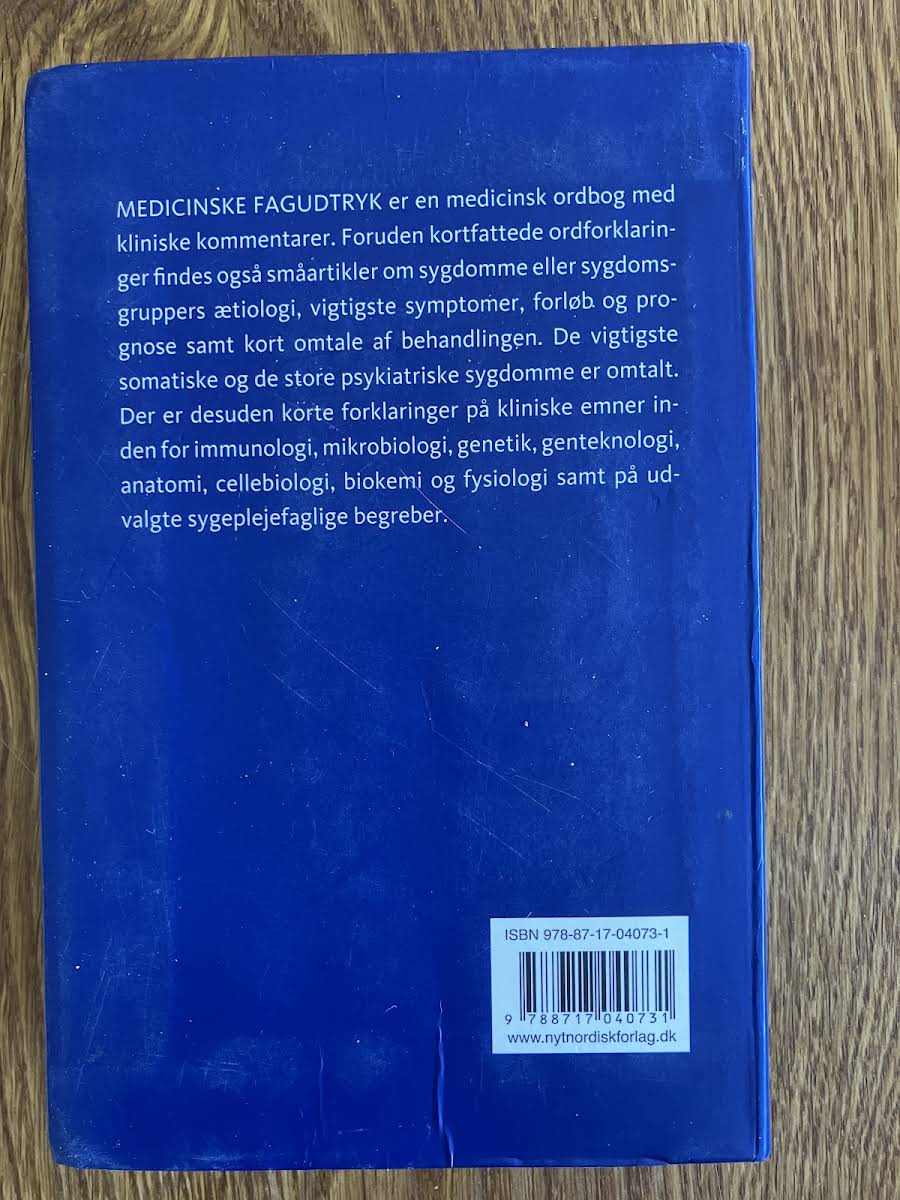 MEDICINSKE FAGUDTRYK er en medicinsk ordbog med
kliniske kommentarer. Foruden kortfattede ordforklarin-
ger findes også småartikler om sygdomme eller sygdoms-
gruppers ætiologi, vigtigste symptomer, forløb og pro-
gnose samt kort omtale af behandlingen. De vigtigste
somatiske og de store psykiatriske sygdomme er omtalt.
Der er desuden korte forklaringer på kliniske emner in-
den for immunologi, mikrobiologi, genetik, genteknologi,
anatomi, cellebiologi, biokemi og fysiologi samt på ud-
valgte sygeplejefaglige begreber.
ISBN 978-87-17-04073-1
9 788717 040731
www.nytnordiskforlag.dk